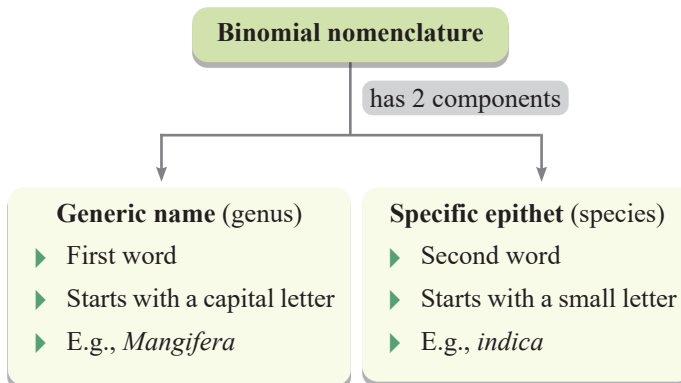 Binomial nomenclature
has 2 components
Generic name (genus)
First word
Starts with a capital letter
E.g., Mangifera
Specific epithet (species)
Second word
Starts with a small letter
E.g., indica